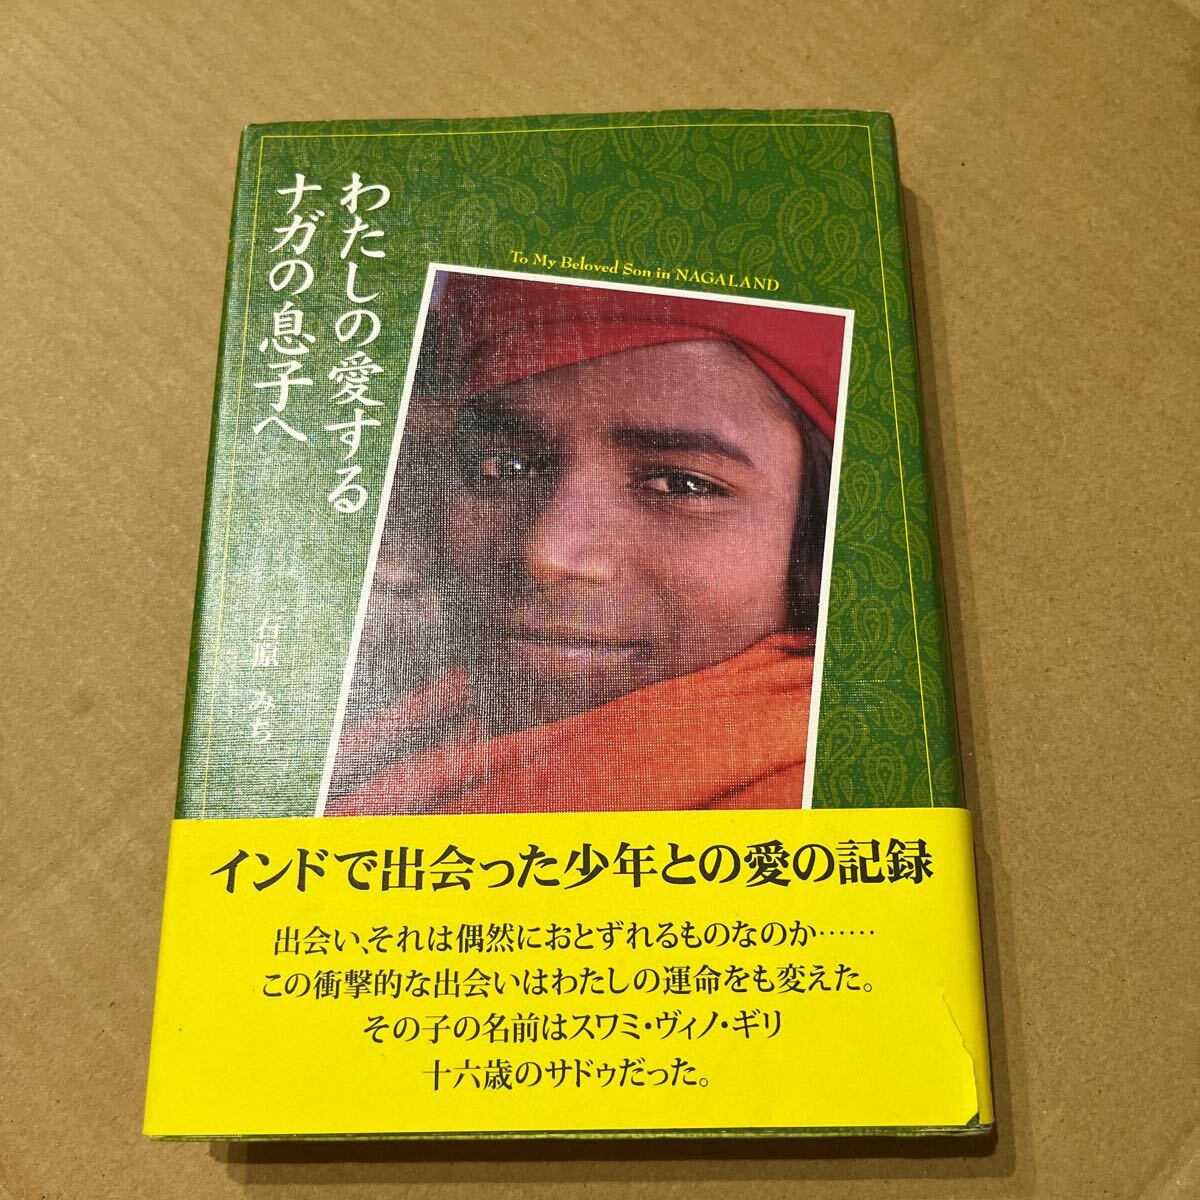 わたしの愛する
ナガの息子へ
To My Beloved Son in NAGALAND
石原 みち
インドで出会った少年との愛の記録
出会い、それは偶然におとずれるものなのか……
この衝撃的な出会いはわたしの運命をも変えた。
その子の名前はスワミ・ヴィノ・ギリ
十六歳のサドゥだった。